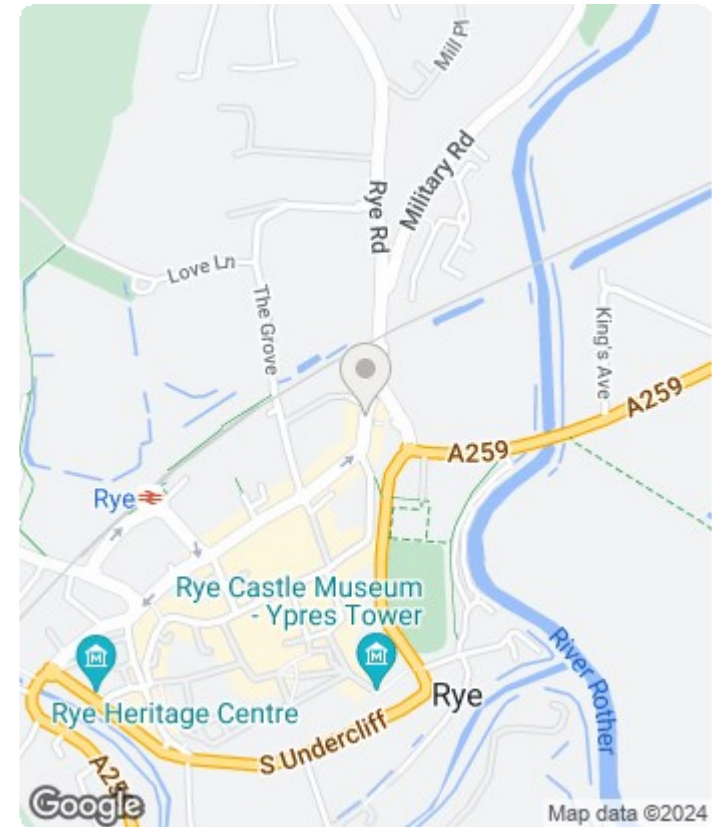 Mill Pl
Rye Rd
Military Rd
Love Ln
The Grove
King's Ave
A259
A259
Rye
Rye Castle Museum
- Ypres Tower
Rye
River Rother
Rye Heritage Centre
S Undercliff
Google
Map data ©2024